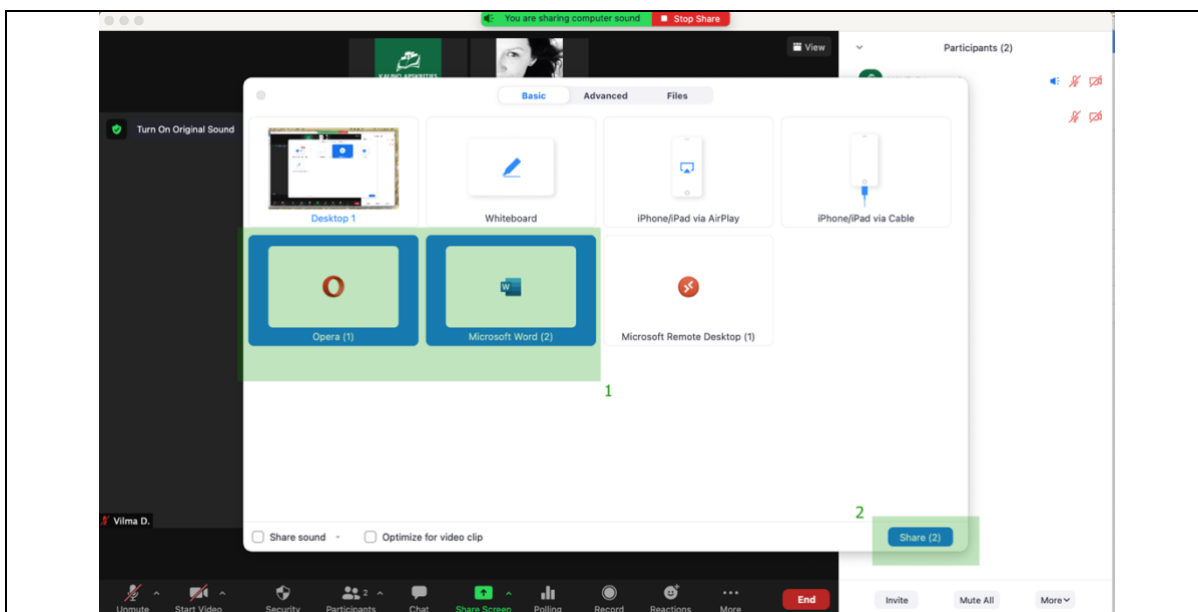 You are sharing computer sound Stop Share
View
Participants (2)
Turn On Original Sound
Basic Advanced Files
Desktop 1 Whiteboard iPhone/iPad via AirPlay iPhone/iPad via Cable
Opera (1) Microsoft Word (2) Microsoft Remote Desktop (1)
1
2
Vilma D.
Share sound Optimize for video clip Share (2)
Unmute Start Video Security Participants 2 Chat Share Screen Polling Record Reactions More End Invite Mute All More